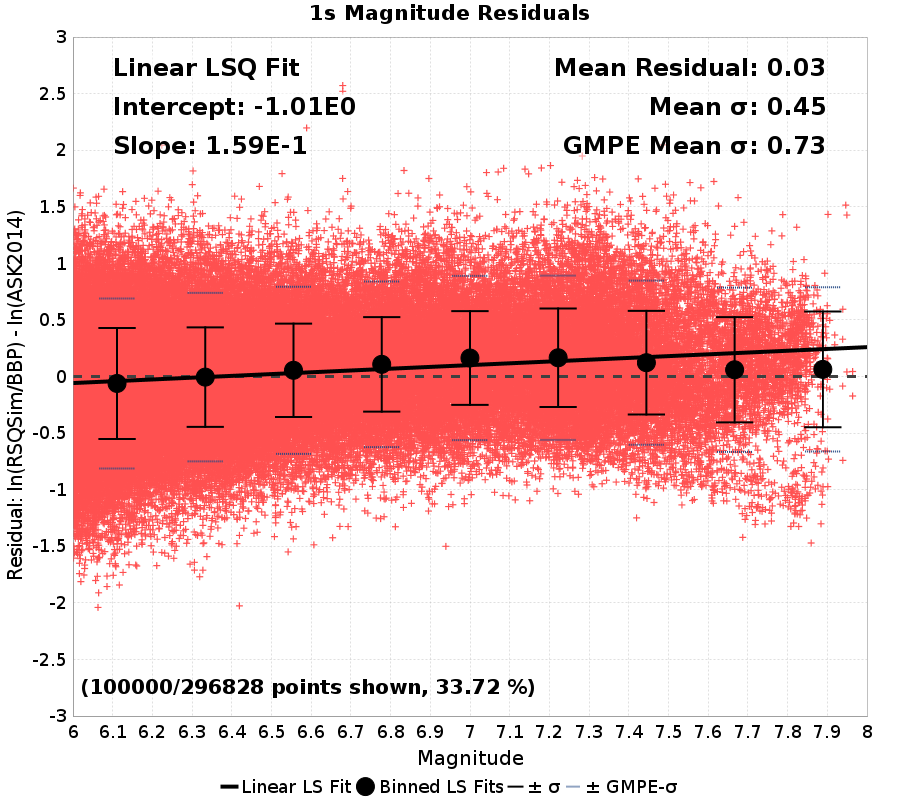 1s Magnitude Residuals
Linear LSQ Fit
Intercept: -1.01E0
Slope: 1.59E-1
Mean Residual: 0.03
Mean σ: 0.45
GMPE Mean σ: 0.73
Residual: ln(RSQSim/BBP) - ln(ASK2014)
3
2.5
2
1.5
1
0.5
0
-0.5
-1
-1.5
-2
-2.5
-3
(100000/296828 points shown, 33.72 %)
6 6.1 6.2 6.3 6.4 6.5 6.6 6.7 6.8 6.9 7 7.1 7.2 7.3 7.4 7.5 7.6 7.7 7.8 7.9 8
Magnitude
Linear LS Fit Binned LS Fits ± σ ± GMPE-σ